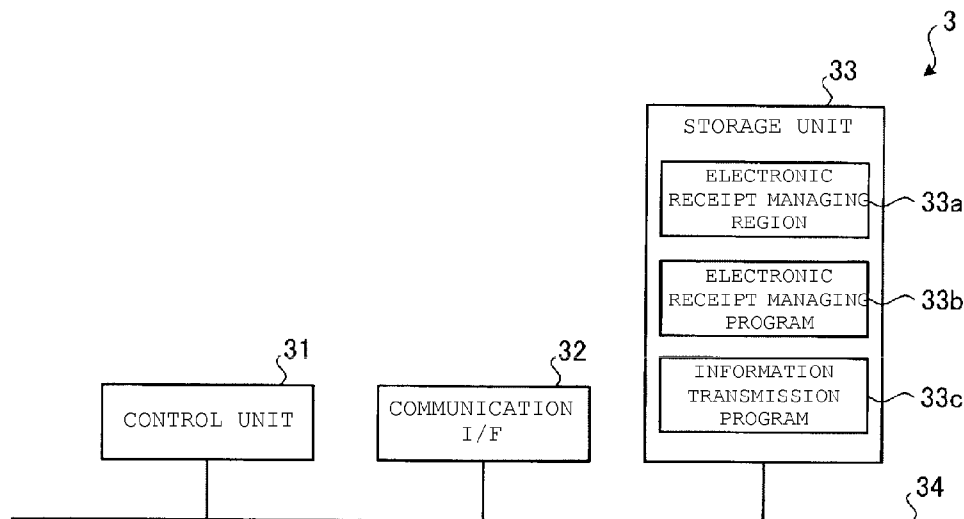 3
33
STORAGE UNIT
ELECTRONIC
RECEIPT MANAGING
REGION
33a
ELECTRONIC
RECEIPT MANAGING
PROGRAM
33b
31
32
INFORMATION
TRANSMISSION
PROGRAM
33c
CONTROL UNIT
COMMUNICATION
I/F
34